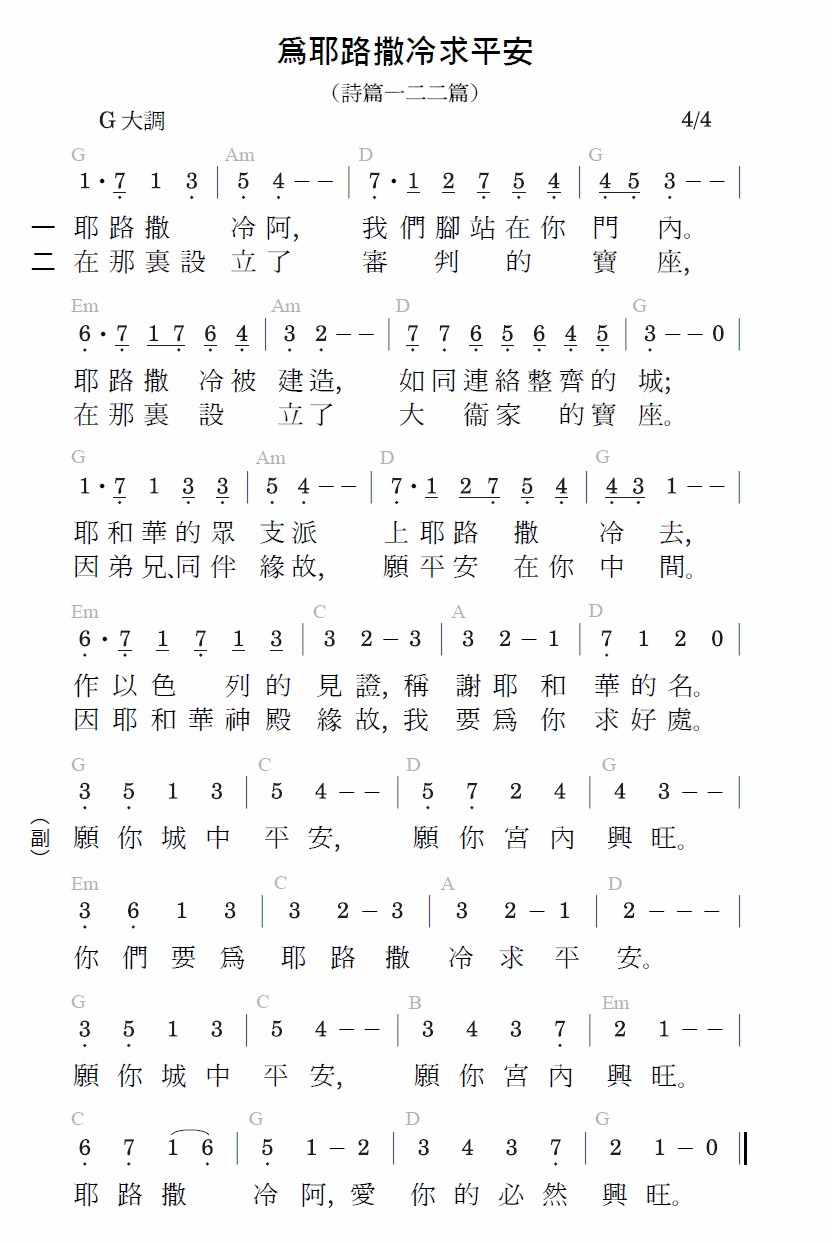 爲耶路撒冷求平安
（詩篇一二二篇）
G 大調 4/4
G Am D G
1·7 1 3 | 5 4 - - | 7·1 2 7 5 4 | 4 5 3 - - |
一 耶路撒 冷阿, 我們腳站在你門 內。
二 在那裏設立了 審 判 的 寶 座,
Em Am D G
6·7 1 7 6 4 | 3 2 - - | 7 7 6 5 6 4 5 | 3 - - 0 |
耶路撒 冷被 建造, 如同連絡整齊的 城;
在那裏 設 立了 大 衞家 的寶 座。
G Am D G
1·7 1 3 3 | 5 4 - - | 7·1 2 7 5 4 | 4 3 1 - - |
耶和華的眾 支派 上耶路 撒 冷 去,
因弟兄、同伴 緣故, 願平安 在你 中 間。
Em C A D
6·7 1 7 1 3 | 3 2 - 3 | 3 2 - 1 | 7 1 2 0 |
作以色 列的 見證, 稱 謝耶 和 華的名。
因耶和華神殿 緣故, 我 要爲 你 求好處。
G C D G
3 5 1 3 | 5 4 - - | 5 7 2 4 | 4 3 - - |
（副） 願你城中 平安, 願你宮內 興旺。
Em C A D
3 6 1 3 | 3 2 - 3 | 3 2 - 1 | 2 - - - |
你們要爲 耶路撒 冷求平 安。
G C B Em
3 5 1 3 | 5 4 - - | 3 4 3 7 | 2 1 - - |
願你城中 平安, 願你宮內 興旺。
C G D G
6 7 1 6 | 5 1 - 2 | 3 4 3 7 | 2 1 - 0 ‖
耶路撒 冷 阿, 愛 你的必然 興旺。